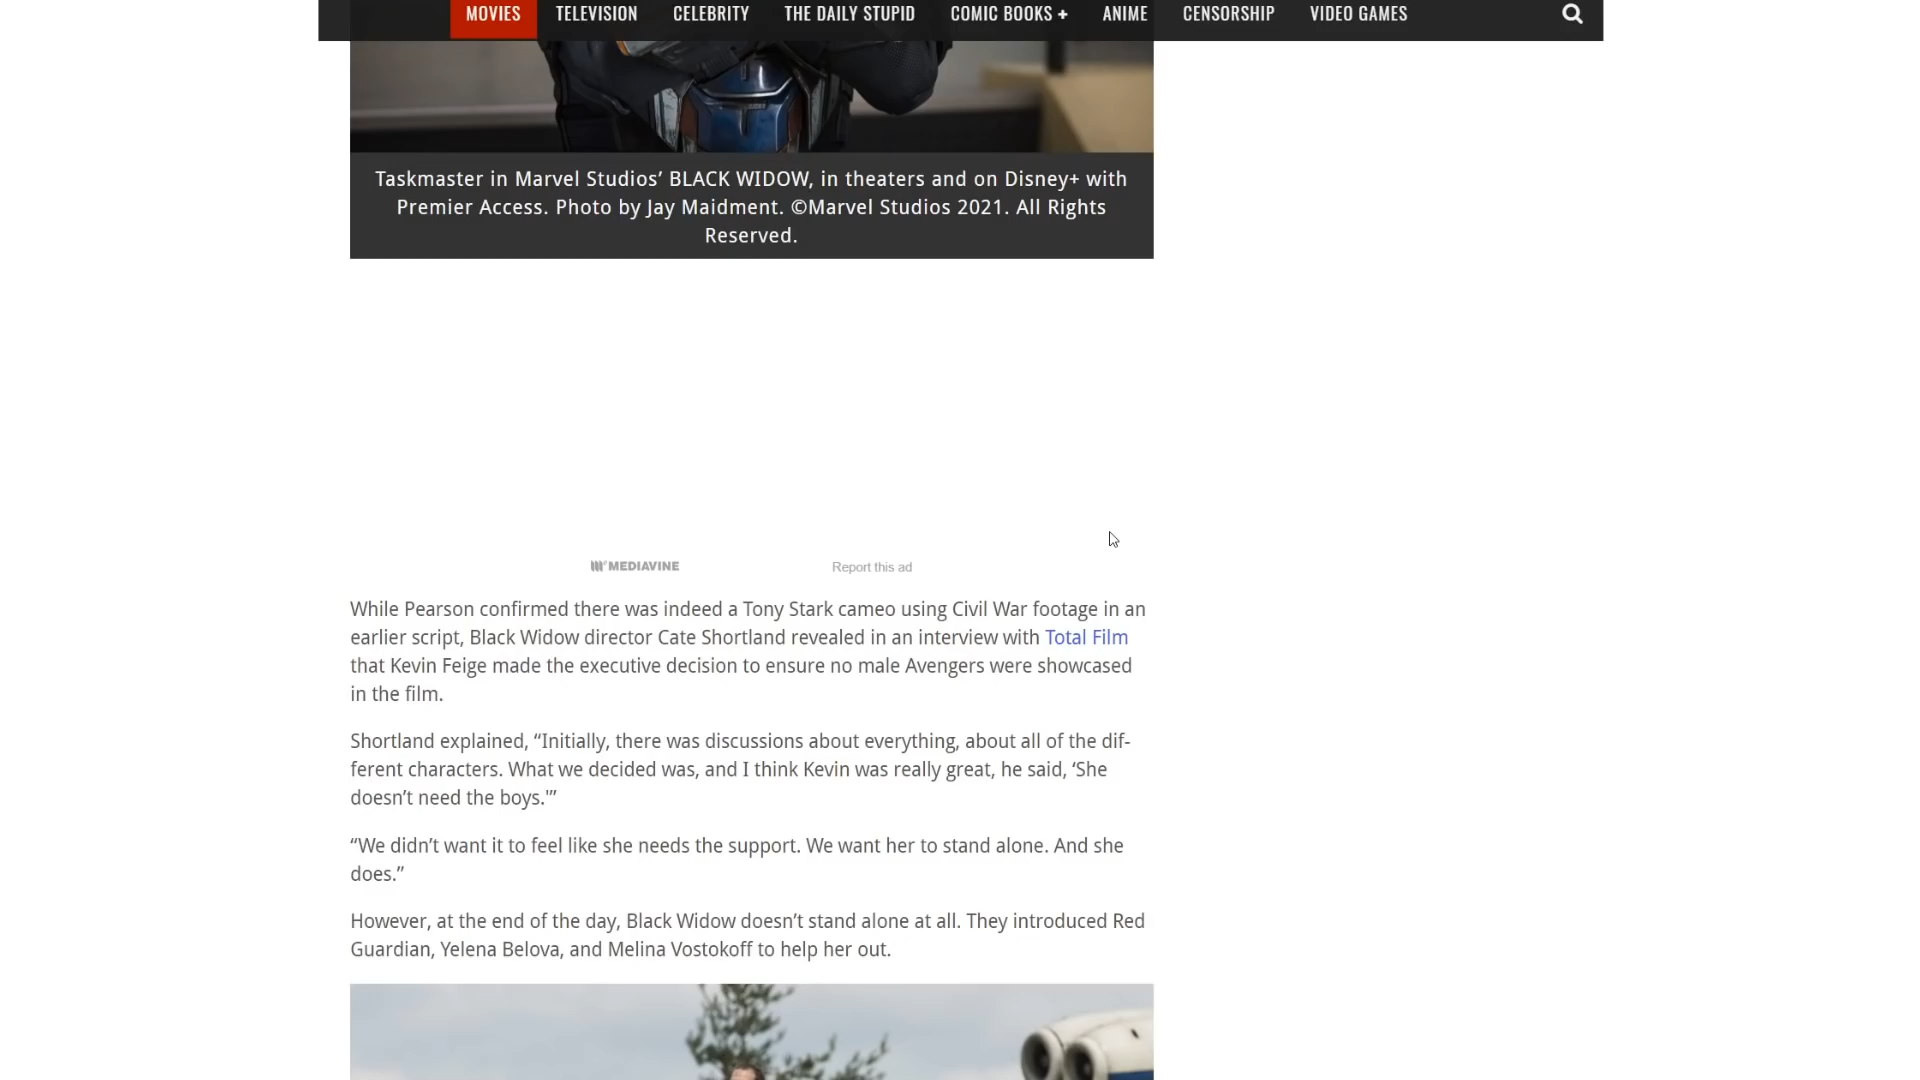 MOVIES TELEVISION CELEBRITY THE DAILY STUPID COMIC BOOKS + ANIME CENSORSHIP VIDEO GAMES
Taskmaster in Marvel Studios’ BLACK WIDOW, in theaters and on Disney+ with
Premier Access. Photo by Jay Maidment. ©Marvel Studios 2021. All Rights
Reserved.
MEDIAVINE Report this ad
While Pearson confirmed there was indeed a Tony Stark cameo using Civil War footage in an
earlier script, Black Widow director Cate Shortland revealed in an interview with Total Film
that Kevin Feige made the executive decision to ensure no male Avengers were showcased
in the film.
Shortland explained, “Initially, there was discussions about everything, about all of the dif-
ferent characters. What we decided was, and I think Kevin was really great, he said, ‘She
doesn’t need the boys.'”
“We didn’t want it to feel like she needs the support. We want her to stand alone. And she
does.”
However, at the end of the day, Black Widow doesn’t stand alone at all. They introduced Red
Guardian, Yelena Belova, and Melina Vostokoff to help her out.